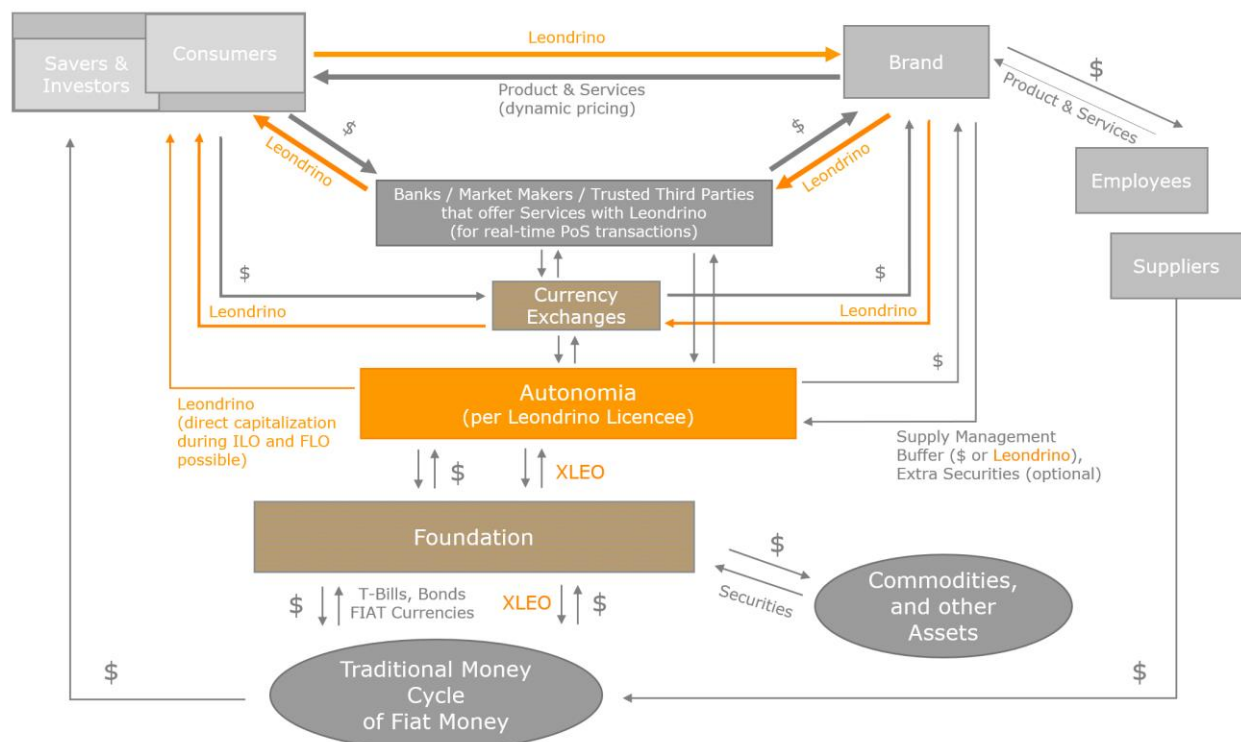 Savers &
Investors
Consumers
Leondrino
Product & Services
(dynamic pricing)
Brand
$
Product & Services
Employees
Suppliers
$
Leondrino
$
Leondrino
Banks / Market Makers / Trusted Third Parties
that offer Services with Leondrino
(for real-time PoS transactions)
$
Leondrino
Currency
Exchanges
$
Leondrino
Autonomia
(per Leondrino Licencee)
$
Leondrino
(direct capitalization
during ILO and FLO
possible)
Supply Management
Buffer ($ or Leondrino),
Extra Securities (optional)
$
XLEO
Foundation
$
Securities
Commodities,
and other
Assets
$
T-Bills, Bonds
FIAT Currencies
XLEO
$
Traditional Money
Cycle
of Fiat Money
$
$